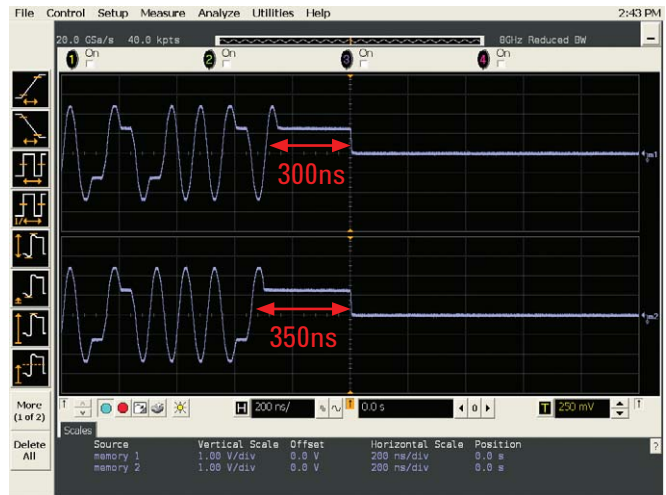 File Control Setup Measure Analyze Utilities Help 2:43 PM
20.0 GSa/s 40.0 kpts 8GHz Reduced BW
1 On 2 On 3 On 4 On
m1
300ns
m2
350ns
More
(1 of 2)
Delete
All
H 200 ns/ 0.0 s 0 T 250 mV
Scales
Source Vertical Scale Offset Horizontal Scale Position
memory 1 1.00 V/div 0.0 V 200 ns/div 0.0 s
memory 2 1.00 V/div 0.0 V 200 ns/div 0.0 s
?